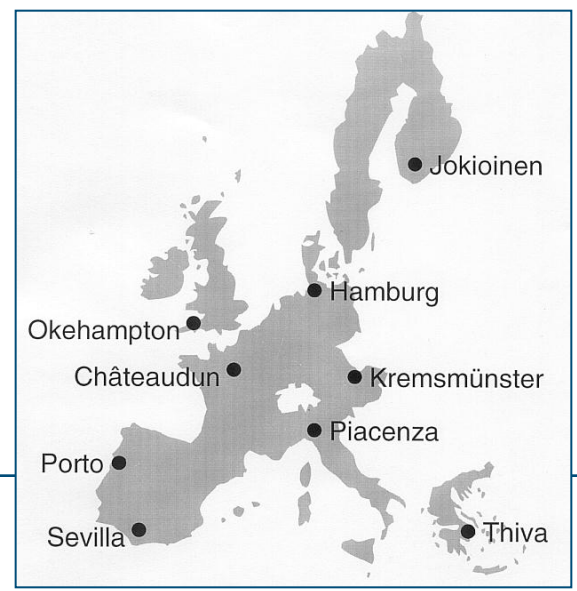 Jokioinen
Hamburg
Okehampton
Châteaudun
Kremsmünster
Piacenza
Porto
Sevilla
Thiva